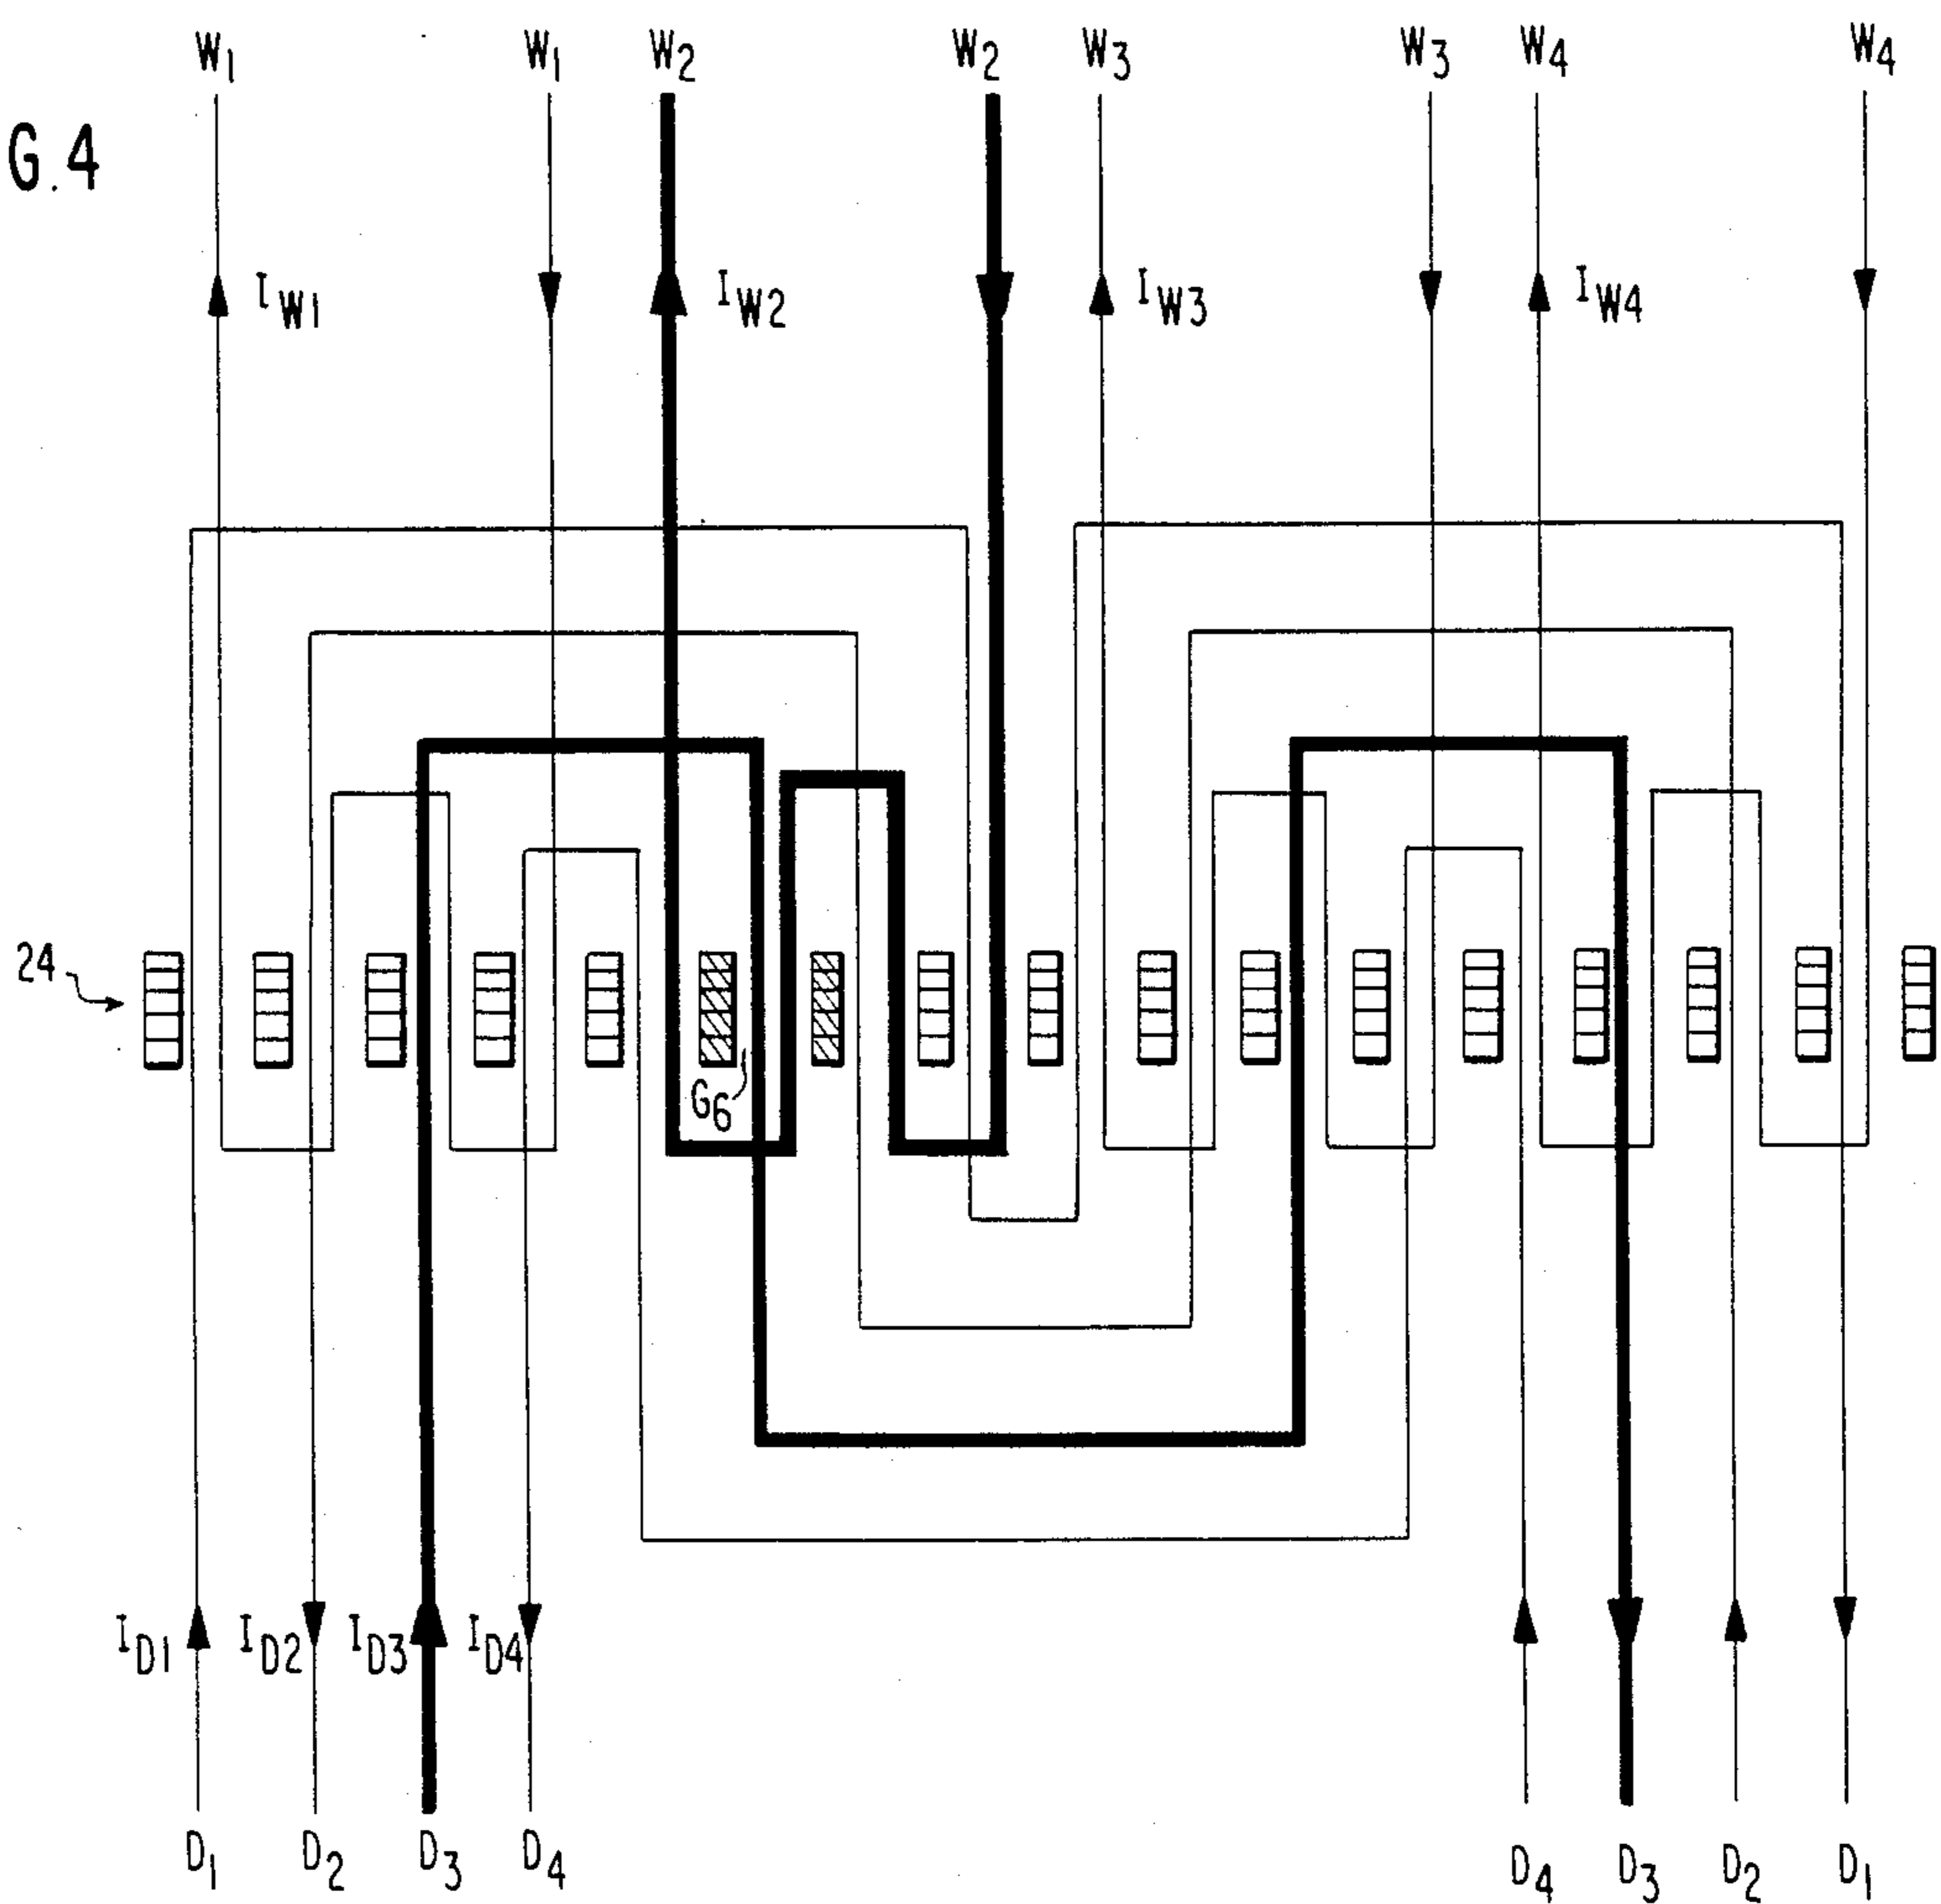 W1 W1 W2 W2 W3 W3 W4 W4
G.4
IW1 IW2 IW3 IW4
24
G6
ID1 ID2 ID3 ID4
D1 D2 D3 D4 D4 D3 D2 D1